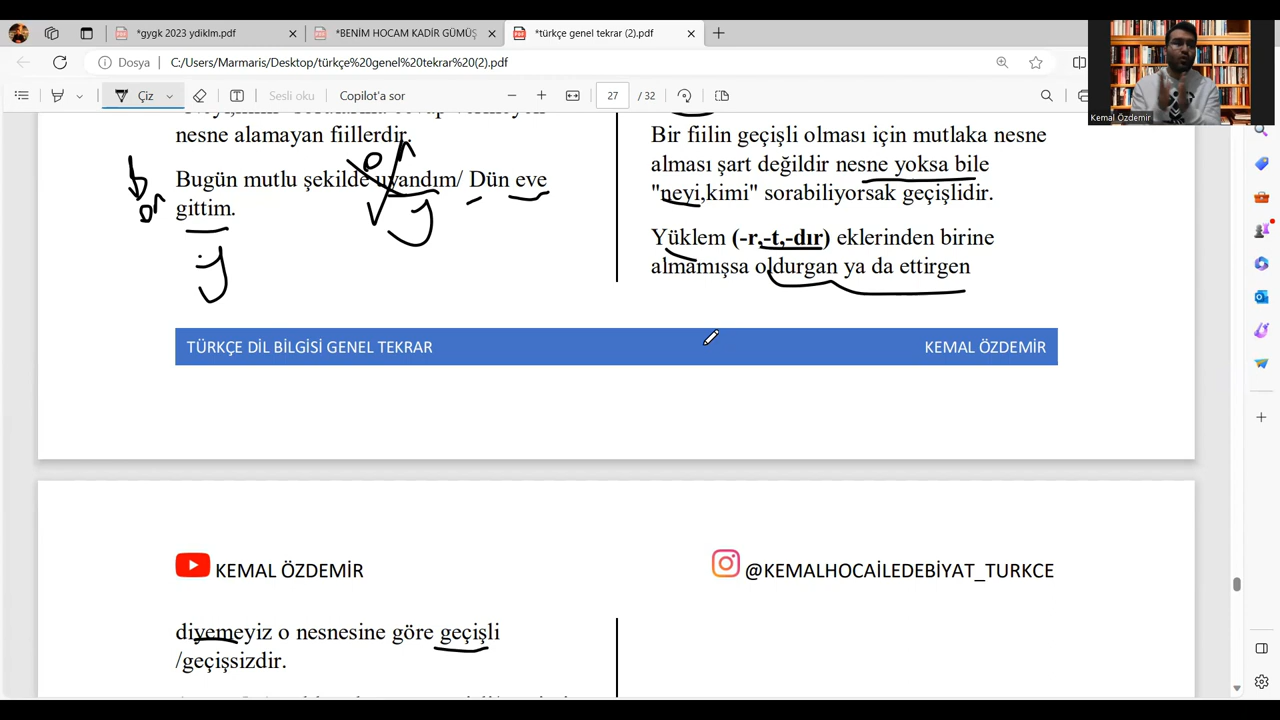 *gygk 2023 ydiklm.pdf
*BENİM HOCAM KADİR GÜMÜŞ
*türkçe genel tekrar (2).pdf
Dosya
C:/Users/Marmaris/Desktop/türkçe%20genel%20tekrar%20(2).pdf
Çiz
Sesli oku
Copilot'a sor
27 / 32
Kemal Özdemir
nesne alamayan fiillerdir.
Bugün mutlu şekilde uyandım/ Dün eve
gittim.
Bir fiilin geçişli olması için mutlaka nesne
alması şart değildir nesne yoksa bile
"neyi,kimi" sorabiliyorsak geçişlidir.
Yüklem (-r,-t,-dır) eklerinden birine
almamışsa oldurgan ya da ettirgen
TÜRKÇE DİL BİLGİSİ GENEL TEKRAR
KEMAL ÖZDEMİR
KEMAL ÖZDEMİR
@KEMALHOCAİLEDEBİYAT_TURKCE
diyemeyiz o nesnesine göre geçişli
/geçişsizdir.